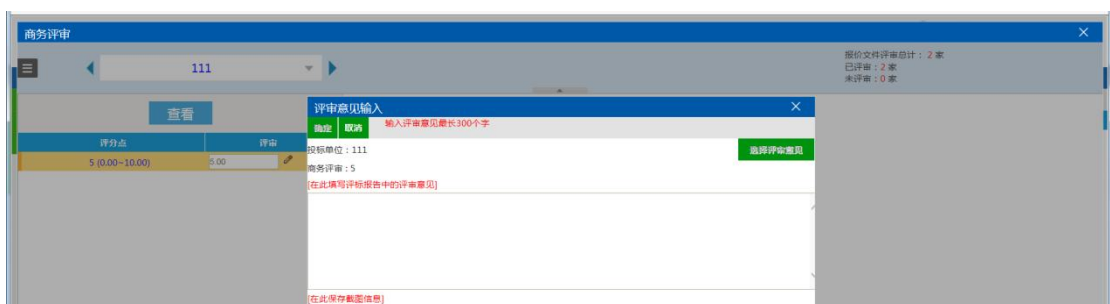 商务评审
111
报价文件评审总计：2 家
已评审：2 家
未评审：0 家
查看
评分点 评审
5 (0.00~10.00) 5.00
评审意见输入
确定 取消 输入评审意见最长300个字
投标单位：111
选择评审意见
商务评审：5
[在此填写评标报告中的评审意见]
[在此保存截图信息]